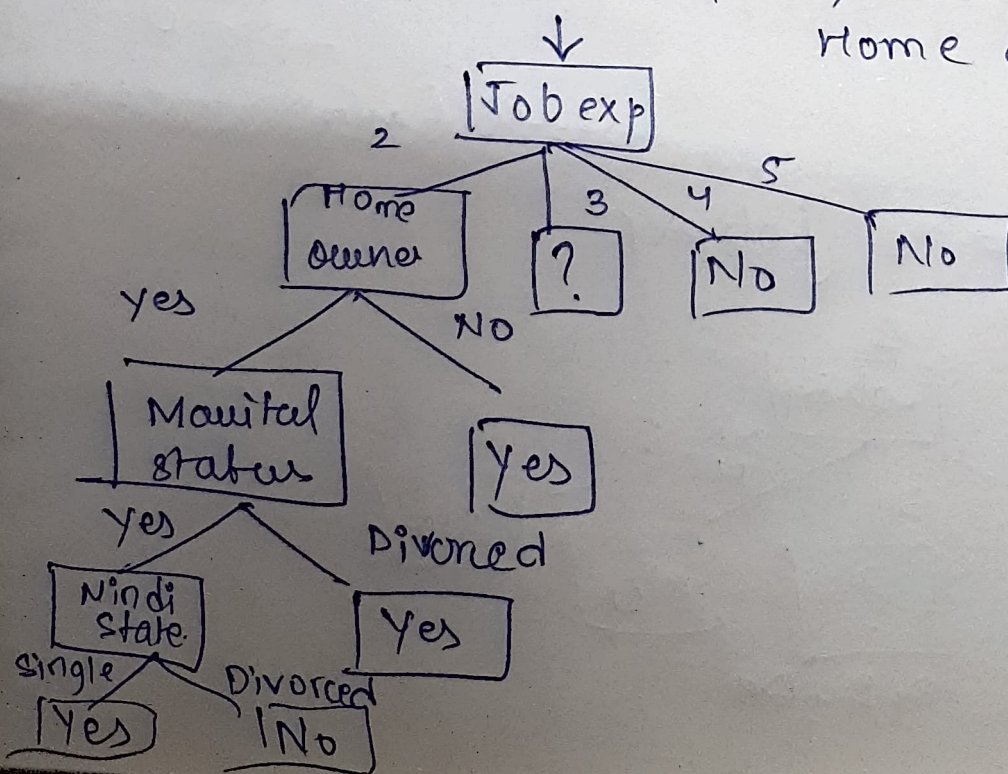 Home
Job exp
2
3
4
5
Home
owner
?
No
No
Yes
NO
Marital
status
Yes
Yes
Divorced
Nindi
State.
Yes
Single
Divorced
Yes
No